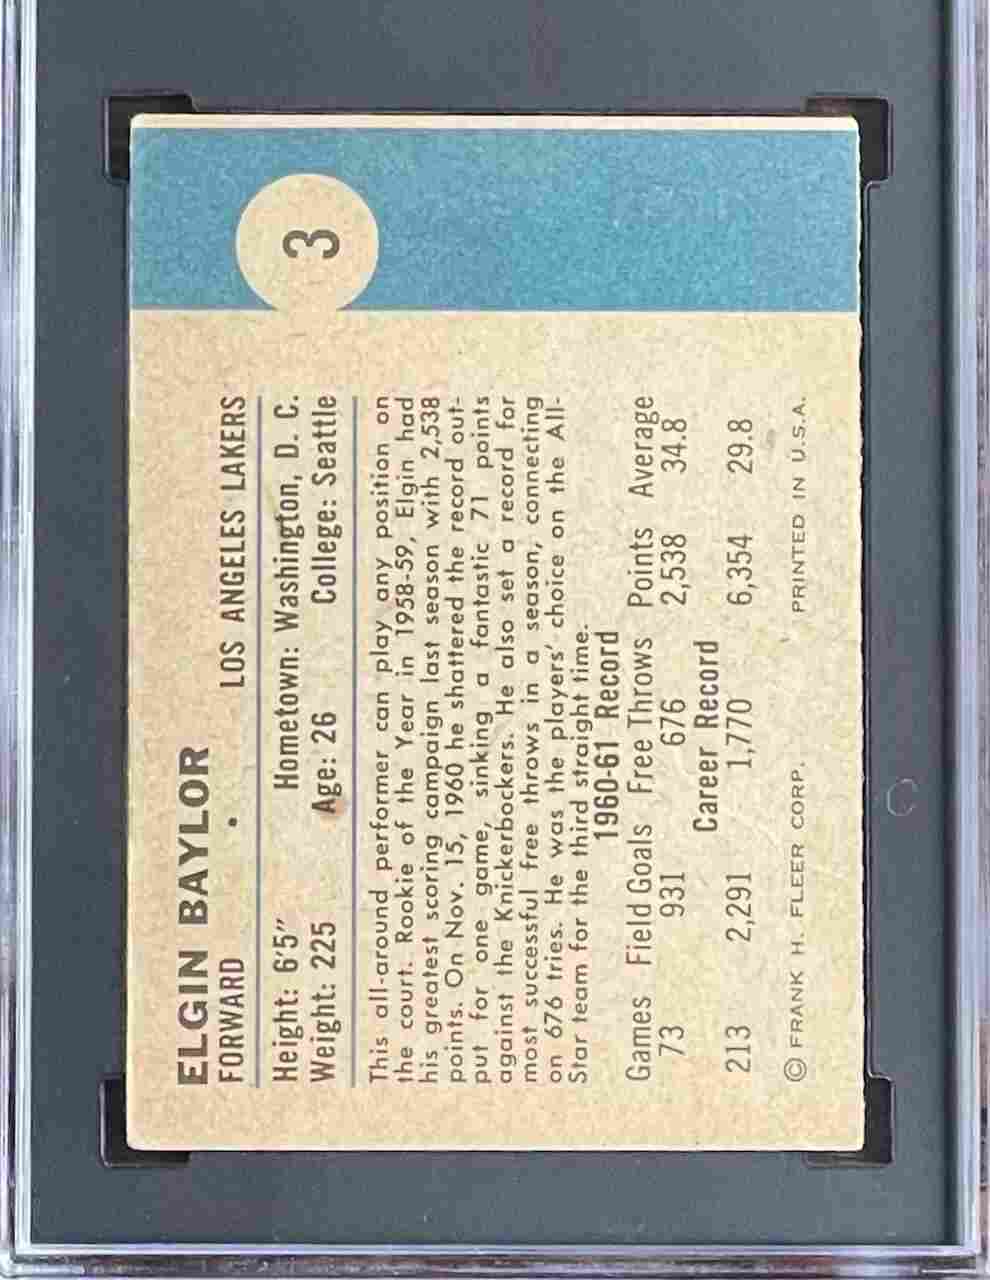 3
ELGIN BAYLOR
FORWARD LOS ANGELES LAKERS
Height: 6'5" Hometown: Washington, D. C.
Weight: 225 Age: 26 College: Seattle
This all-around performer can play any position on
the court. Rookie of the Year in 1958-59, Elgin had
his greatest scoring campaign last season with 2,538
points. On Nov. 15, 1960 he shattered the record out-
put for one game, sinking a fantastic 71 points
against the Knickerbockers. He also set a record for
most successful free throws in a season, connecting
on 676 tries. He was the players' choice on the All-
Star team for the third straight time.
1960-61 Record
Games Field Goals Free Throws Points Average
73 931 676 2,538 34.8
Career Record
213 2,291 1,770 6,354 29.8
© FRANK H. FLEER CORP. PRINTED IN U.S.A.